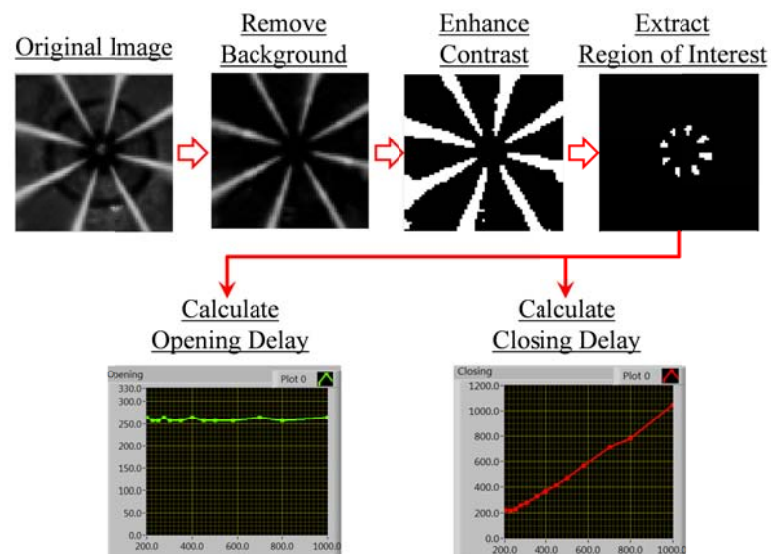 Original Image
Remove
Background
Enhance
Contrast
Extract
Region of Interest
Calculate
Opening Delay
Calculate
Closing Delay
Opening
Plot 0
330.0
300.0
250.0
200.0
150.0
100.0
50.0
0.0
200.0 400.0 600.0 800.0 1000.0
Closing
Plot 0
1200.0
1000.0
800.0
600.0
400.0
200.0
0.0
200.0 400.0 600.0 800.0 1000.0